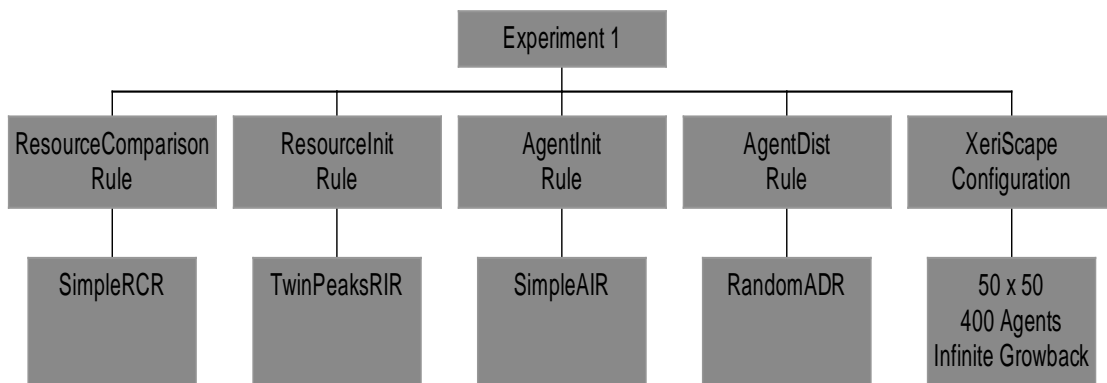 Experiment 1
ResourceComparison
Rule
ResourceInit
Rule
AgentInit
Rule
AgentDist
Rule
XeriScape
Configuration
SimpleRCR
TwinPeaksRIR
SimpleAIR
RandomADR
50 x 50
400 Agents
Infinite Growback